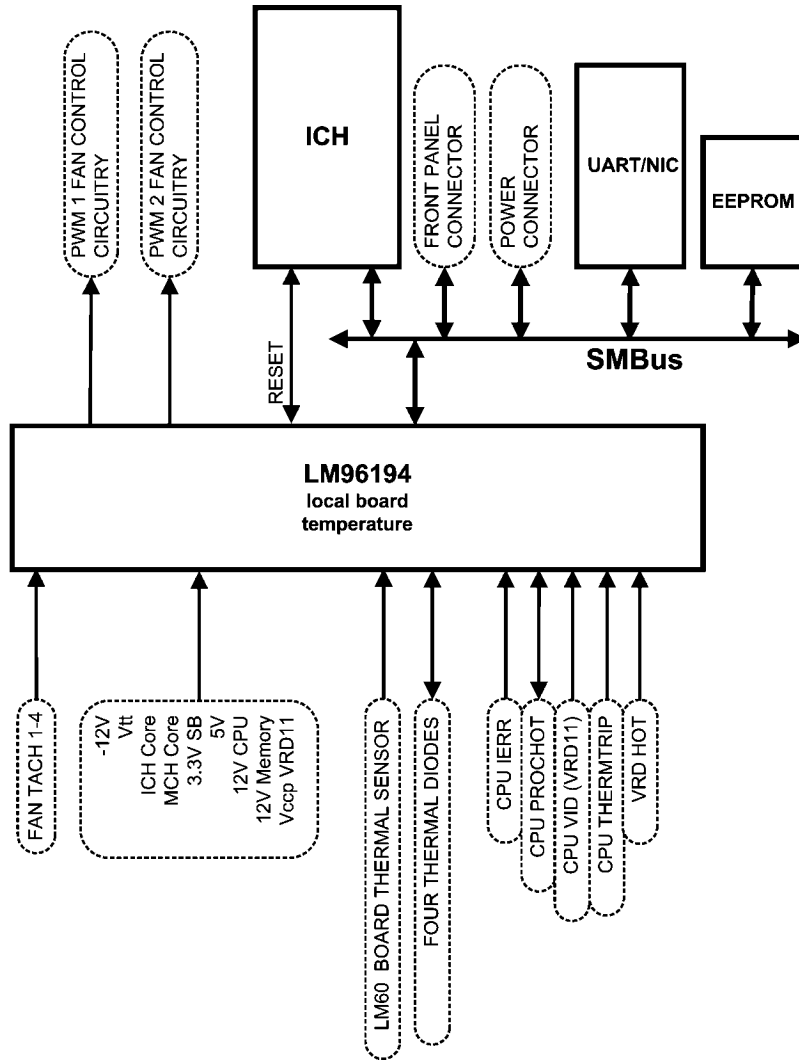 PWM 1 FAN CONTROL
CIRCUITRY
PWM 2 FAN CONTROL
CIRCUITRY
ICH
FRONT PANEL
CONNECTOR
POWER
CONNECTOR
UART/NIC
EEPROM
RESET
SMBus
LM96194
local board
temperature
FAN TACH 1-4
-12V
Vtt
ICH Core
MCH Core
3.3V SB
5V
12V CPU
12V Memory
Vccp VRD11
LM60 BOARD THERMAL SENSOR
FOUR THERMAL DIODES
CPU IERR
CPU PROCHOT
CPU VID (VRD11)
CPU THERMTRIP
VRD HOT